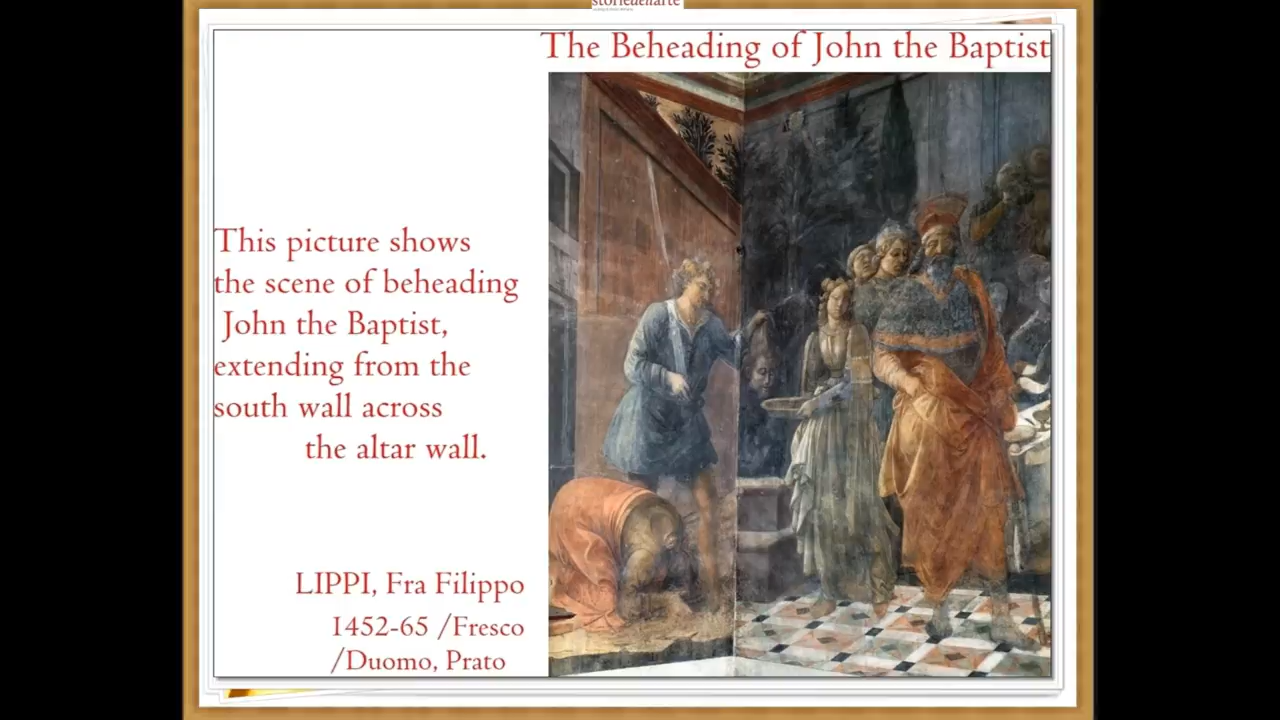 storiedellarte
The Beheading of John the Baptist
This picture shows
the scene of beheading
John the Baptist,
extending from the
south wall across
the altar wall.
LIPPI, Fra Filippo
1452-65 /Fresco
/Duomo, Prato